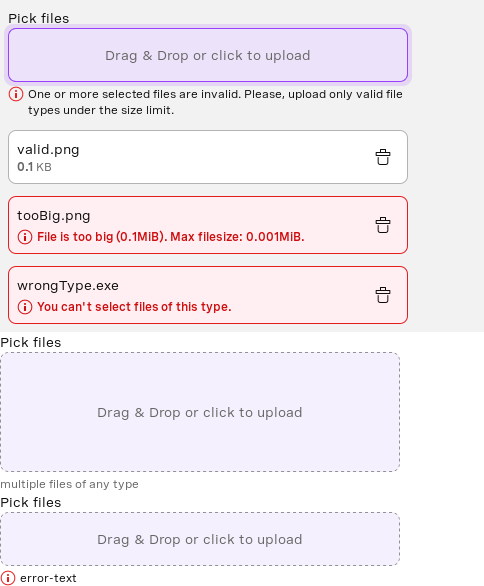 Pick files
Drag & Drop or click to upload
One or more selected files are invalid. Please, upload only valid file
types under the size limit.
valid.png
0.1 KB
tooBig.png
File is too big (0.1MiB). Max filesize: 0.001MiB.
wrongType.exe
You can't select files of this type.
Pick files
Drag & Drop or click to upload
multiple files of any type
Pick files
Drag & Drop or click to upload
error-text